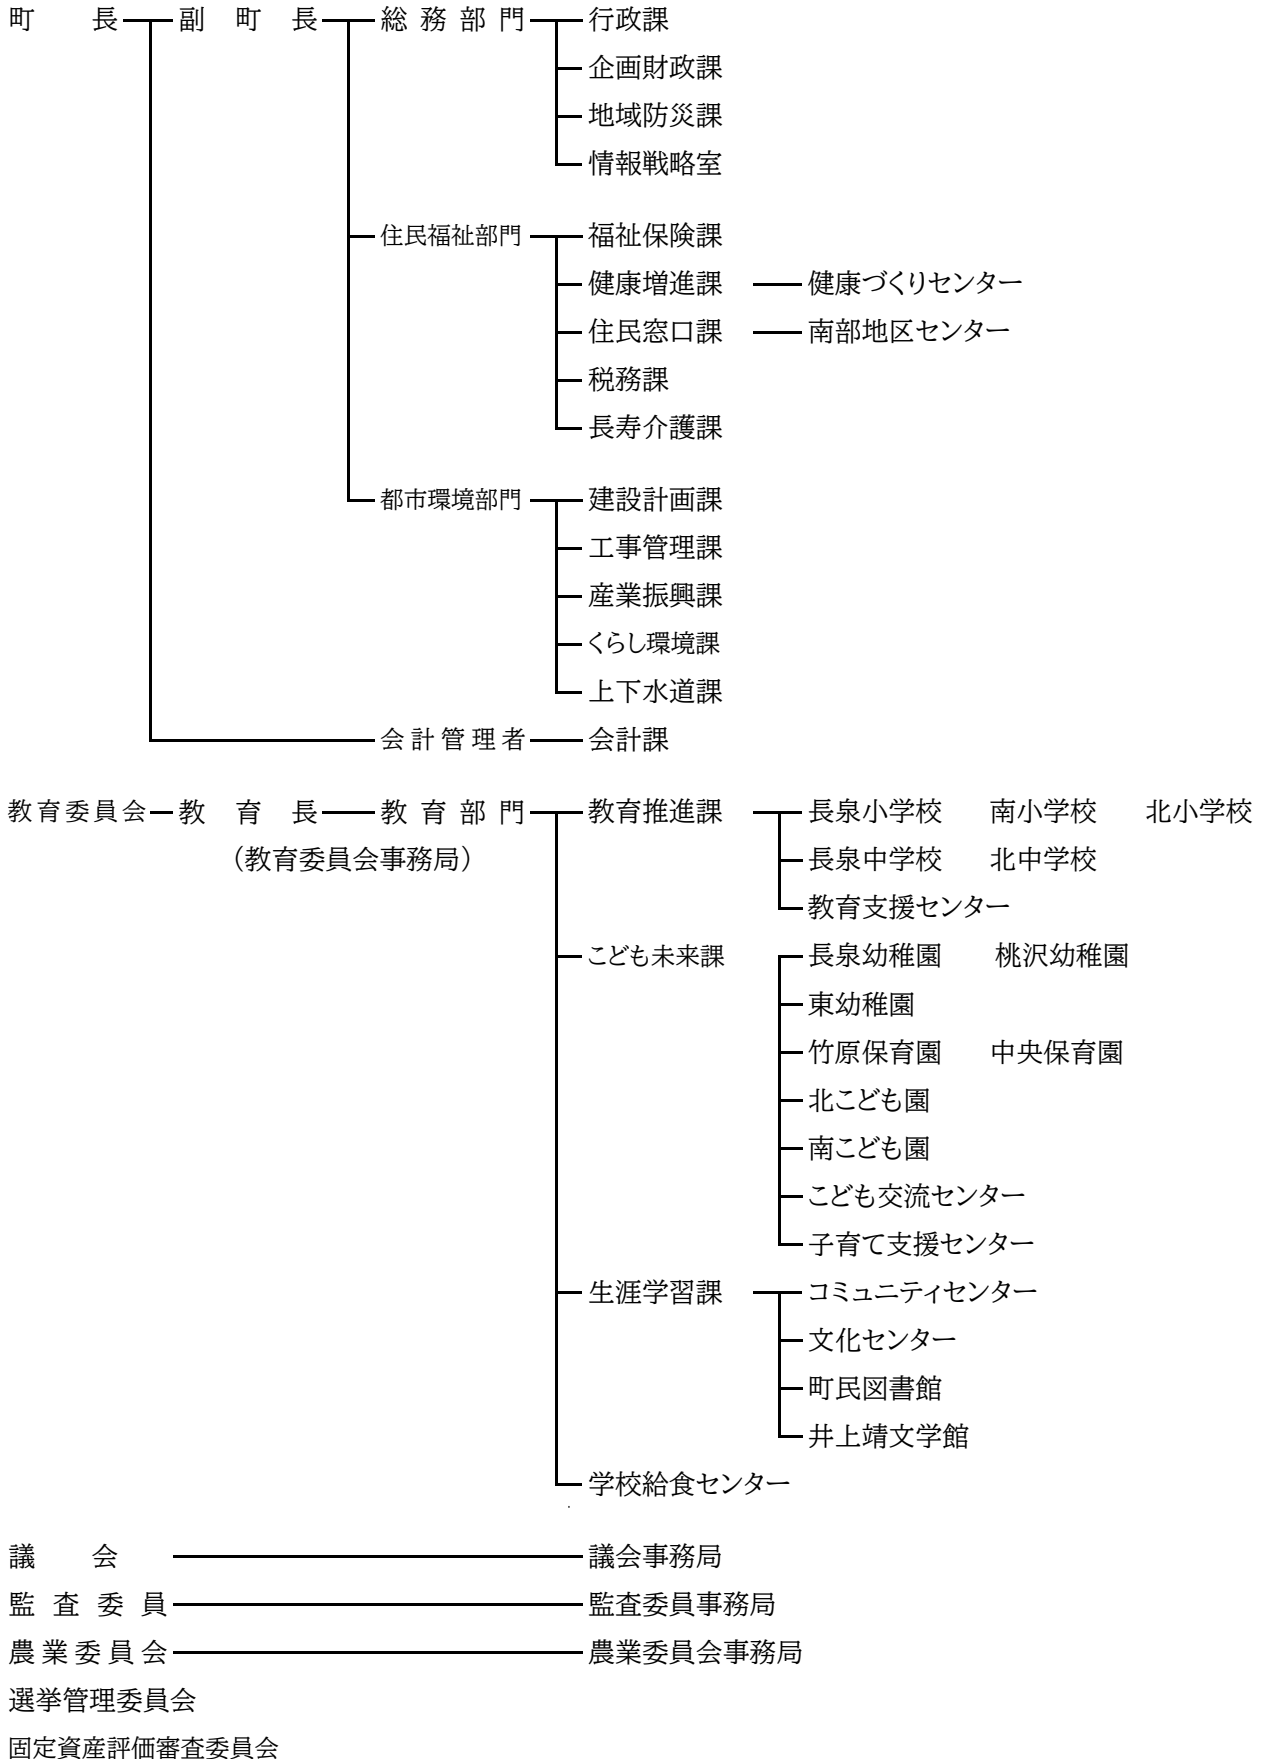 町長 副町長 総務部門 行政課
企画財政課
地域防災課
情報戦略室
住民福祉部門 福祉保険課
健康増進課 健康づくりセンター
住民窓口課 南部地区センター
税務課
長寿介護課
都市環境部門 建設計画課
工事管理課
産業振興課
くらし環境課
上下水道課
会計管理者 会計課
教育委員会 教育長 教育部門 教育推進課 長泉小学校 南小学校 北小学校
（教育委員会事務局） 長泉中学校 北中学校
教育支援センター
こども未来課 長泉幼稚園 桃沢幼稚園
東幼稚園
竹原保育園 中央保育園
北こども園
南こども園
こども交流センター
子育て支援センター
生涯学習課 コミュニティセンター
文化センター
町民図書館
井上靖文学館
学校給食センター
議会 議会事務局
監査委員 監査委員事務局
農業委員会 農業委員会事務局
選挙管理委員会
固定資産評価審査委員会